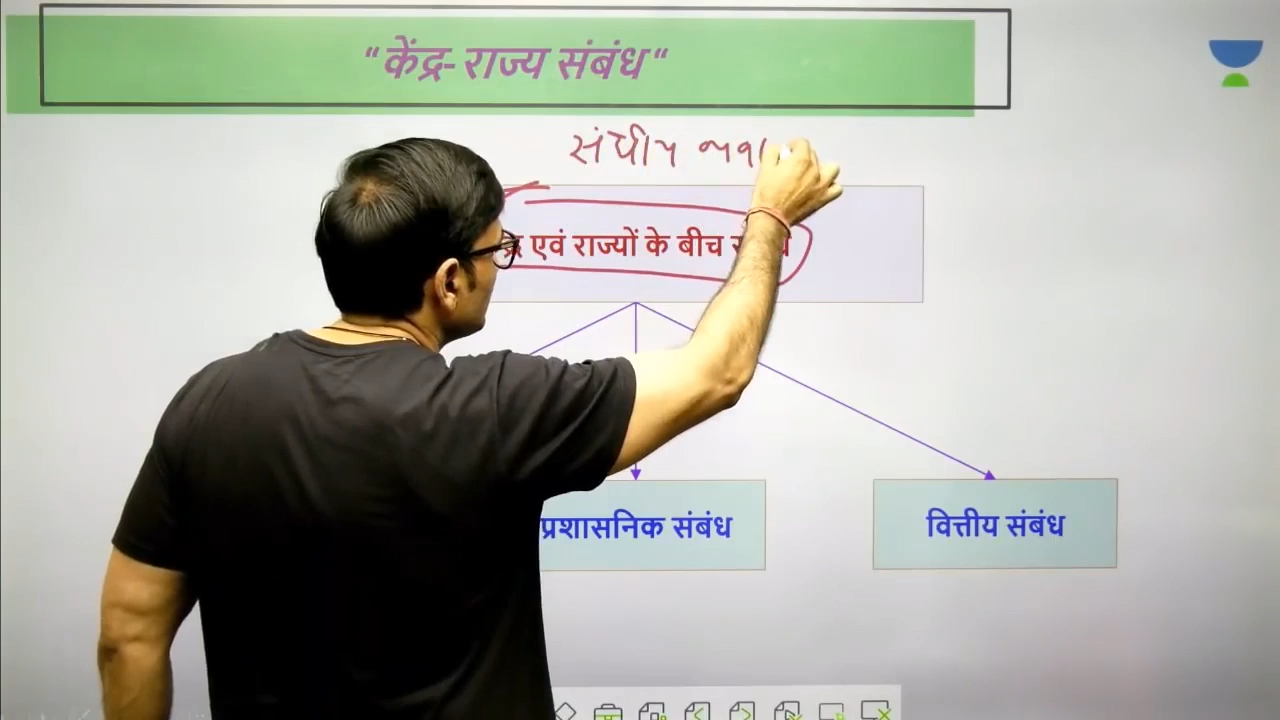 "केंद्र- राज्य संबंध"
संघीय
एवं राज्यों के बीच
प्रशासनिक संबंध
वित्तीय संबंध